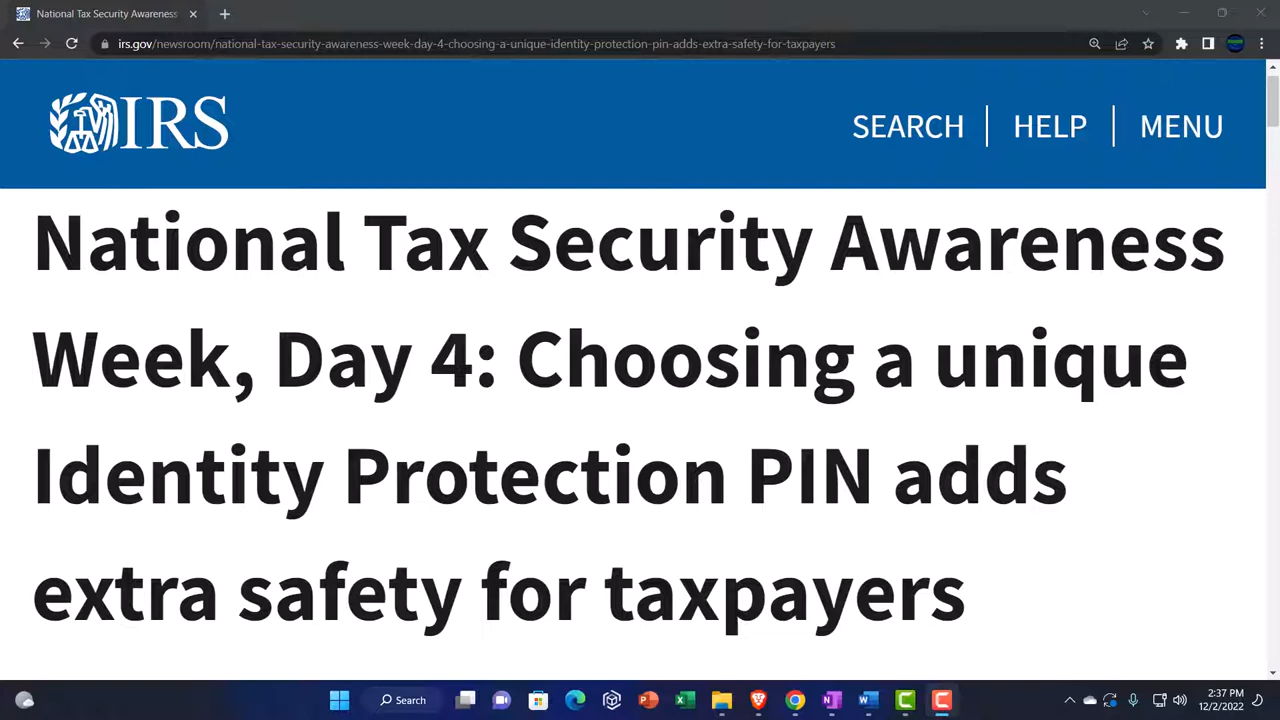 National Tax Security Awareness
irs.gov/newsroom/national-tax-security-awareness-week-day-4-choosing-a-unique-identity-protection-pin-adds-extra-safety-for-taxpayers
IRS
SEARCH
HELP
MENU
National Tax Security Awareness
Week, Day 4: Choosing a unique
Identity Protection PIN adds
extra safety for taxpayers
Search
2:37 PM
12/2/2022